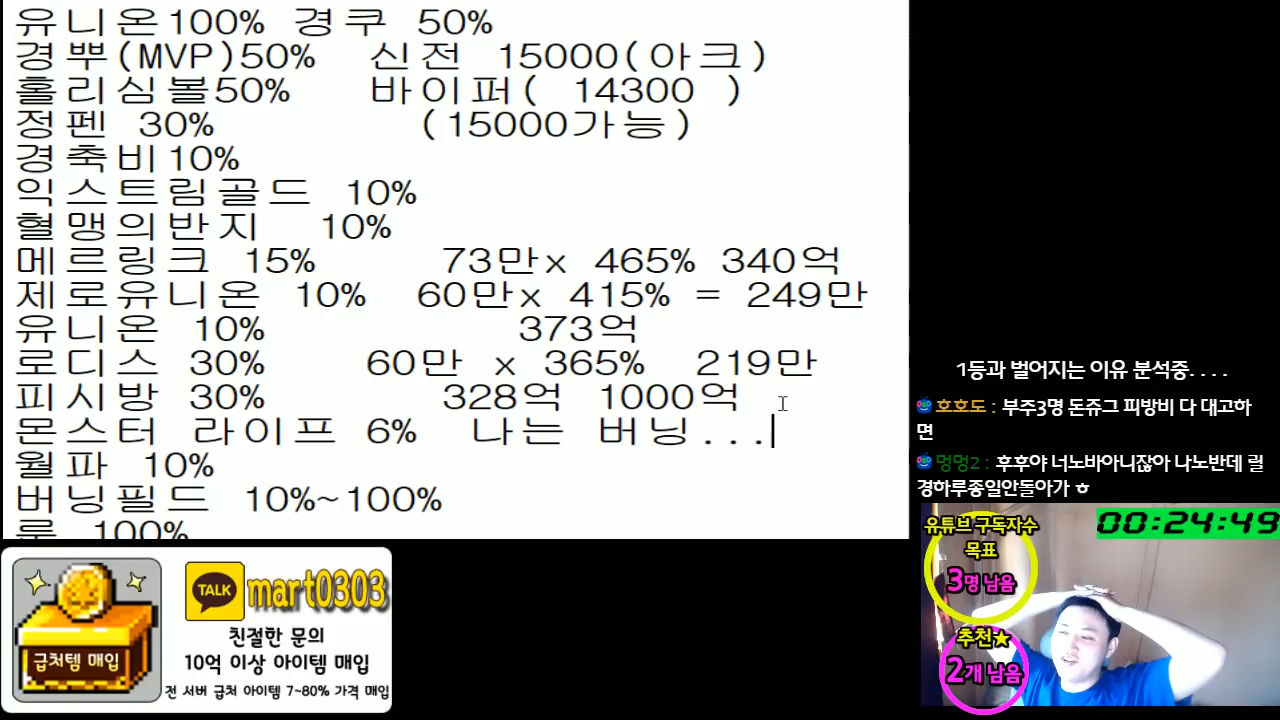 유니온100% 경쿠 50%
경뿌(MVP)50% 신전 15000(아크)
홀리심볼50% 바이퍼( 14300 )
정펜 30% (15000가능)
경축비10%
익스트림골드 10%
혈맹의반지 10%
메르링크 15% 73만x 465% 340억
제로유니온 10% 60만x 415% = 249만
유니온 10% 373억
로디스 30% 60만 x 365% 219만
피시방 30% 328억 1000억
몬스터 라이프 6% 나는 버닝...
월파 10%
버닝필드 10%~100%
룬 100%
1등과 벌어지는 이유 분석중....
호호도 : 부주3명 돈쥬그 피방비 다 대고하
면
멍멍2 : 후후야 너노바아니잖아 나노반데 릴
경하루종일안돌아가 ㅎ
유튜브 구독자수
목표
3명 남음
00:24:49
추천★
2개 남음
급처템 매입
TALK mart0303
친절한 문의
10억 이상 아이템 매입
전 서버 급처 아이템 7~80% 가격 매입